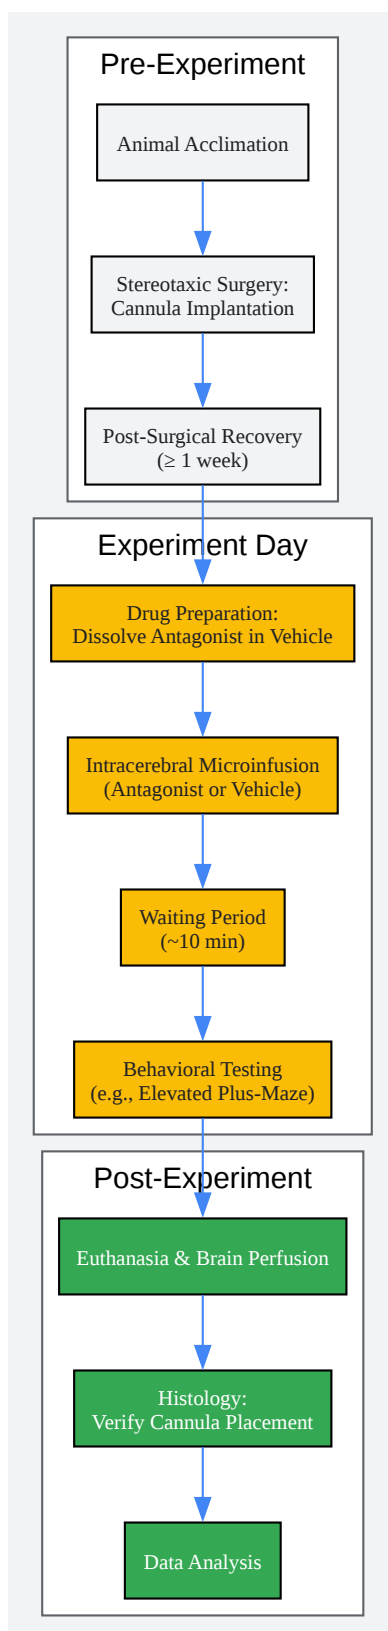 Pre-Experiment
Animal Acclimation
Stereotaxic Surgery:
Cannula Implantation
Post-Surgical Recovery
(≥ 1 week)
Experiment Day
Drug Preparation:
Dissolve Antagonist in Vehicle
Intracerebral Microinfusion
(Antagonist or Vehicle)
Waiting Period
(~10 min)
Behavioral Testing
(e.g., Elevated Plus-Maze)
Post-Experiment
Euthanasia & Brain Perfusion
Histology:
Verify Cannula Placement
Data Analysis